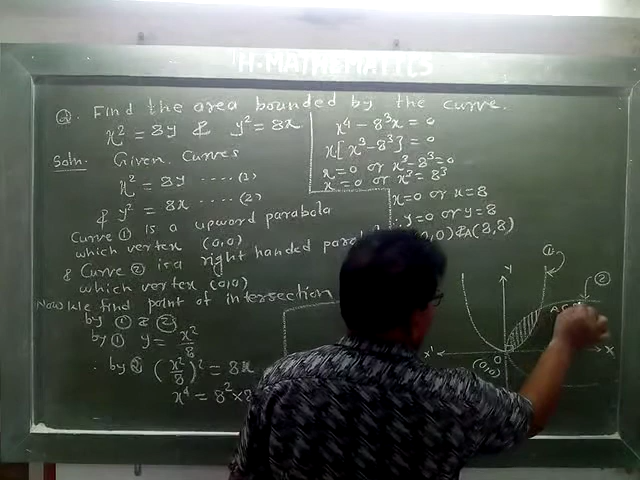 H-MATHEMATICS
Q. Find the area bounded by the curve.
x² = 8y & y² = 8x
Soln. Given curves
x² = 8y .... (1)
& y² = 8x .... (2)
Curve ① is a upward parabola
which vertex (0,0)
& Curve ② is a right handed
which vertex (0,0)
Now we find point of intersection
by ① & ②
by ① y = x²/8
by ② (x²/8)² = 8x
x⁴ = 8² × 8
x⁴ - 8³x = 0
x[x³ - 8³] = 0
x = 0 or x³ - 8³ = 0
x = 0 or x³ = 8³
x = 0 or x = 8
∴ y = 0 or y = 8
,0) & A(8,8)
①
②
Y
A
X'
O
X
(0,0)